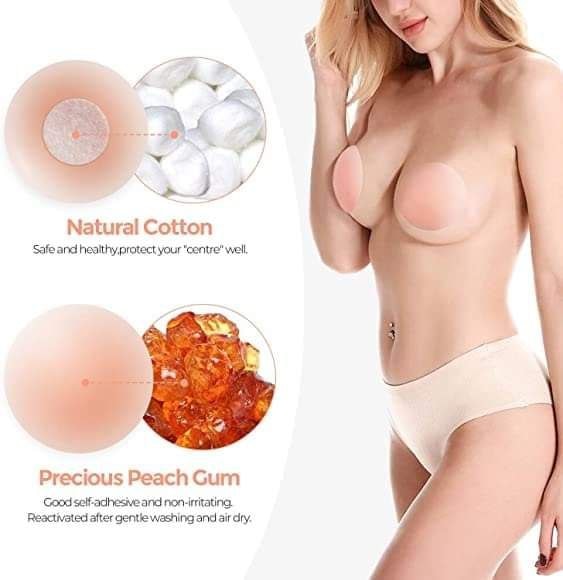 Natural Cotton
Safe and healthy,protect your "centre" well.
Precious Peach Gum
Good self-adhesive and non-irritating.
Reactivated after gentle washing and air dry.